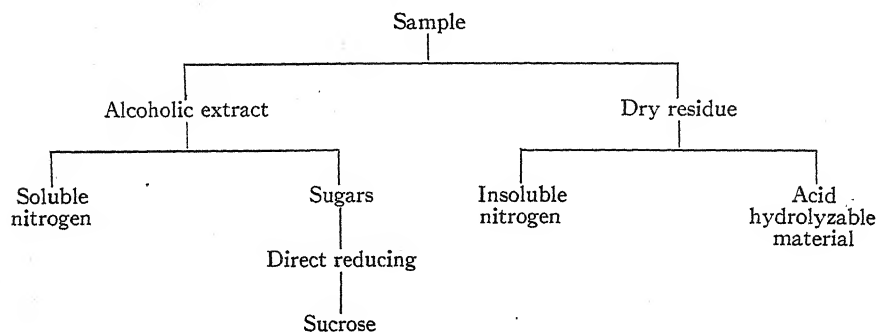 Sample
Alcoholic extract
Dry residue
Soluble
nitrogen
Sugars
Insoluble
nitrogen
Acid
hydrolyzable
material
Direct reducing
Sucrose